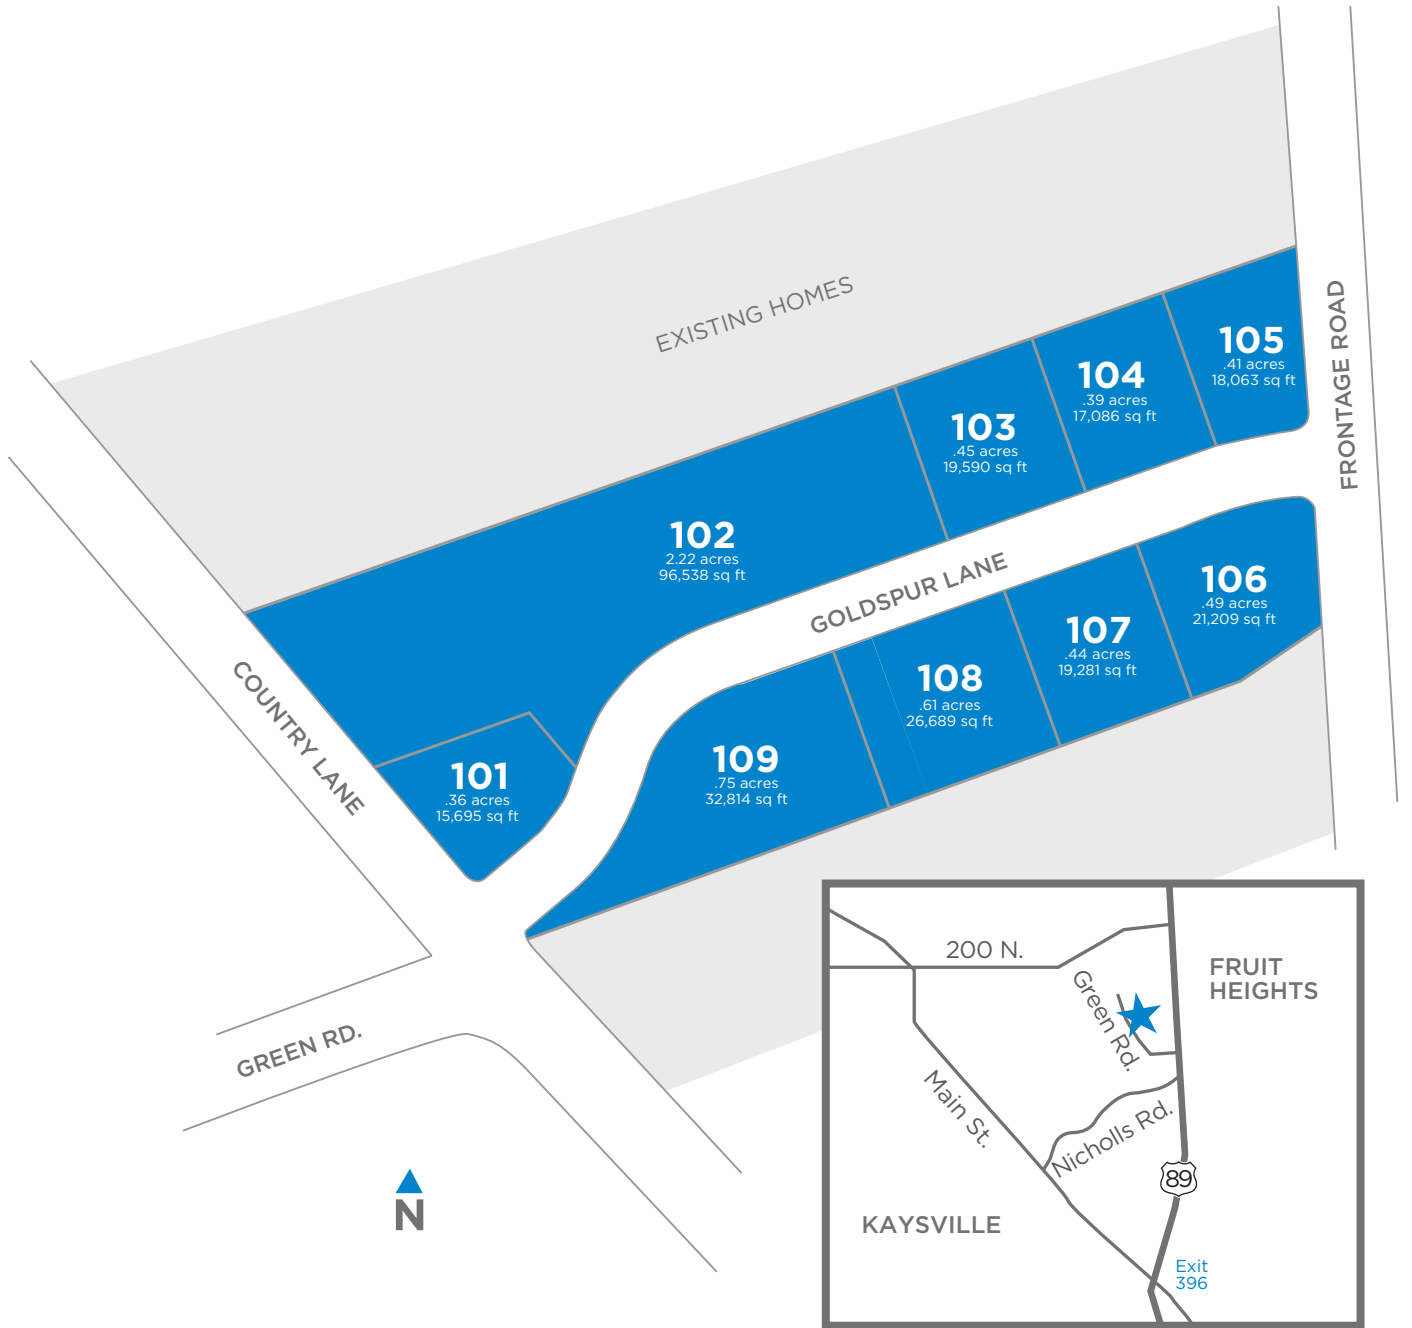 EXISTING HOMES
105
.41 acres
18,063 sq ft
104
.39 acres
17,086 sq ft
103
.45 acres
19,590 sq ft
102
2.22 acres
96,538 sq ft
FRONTAGE ROAD
GOLDSPUR LANE
106
.49 acres
21,209 sq ft
107
.44 acres
19,281 sq ft
108
.61 acres
26,689 sq ft
109
.75 acres
32,814 sq ft
101
.36 acres
15,695 sq ft
COUNTRY LANE
GREEN RD.
N
200 N.
FRUIT
HEIGHTS
Green Rd.
Main St.
Nicholls Rd.
89
KAYSVILLE
Exit
396